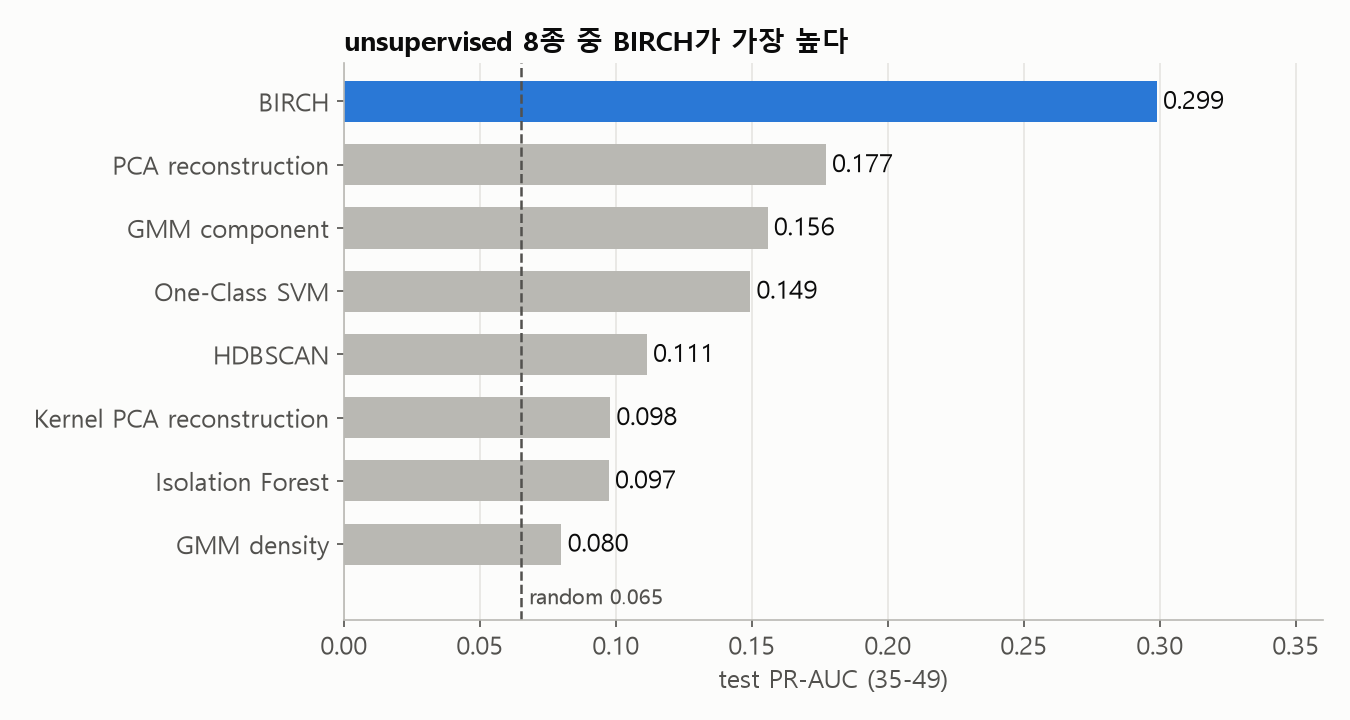 unsupervised 8종 중 BIRCH가 가장 높다
BIRCH
0.299
PCA reconstruction
0.177
GMM component
0.156
One-Class SVM
0.149
HDBSCAN
0.111
Kernel PCA reconstruction
0.098
Isolation Forest
0.097
GMM density
0.080
random 0.065
0.00 0.05 0.10 0.15 0.20 0.25 0.30 0.35
test PR-AUC (35-49)